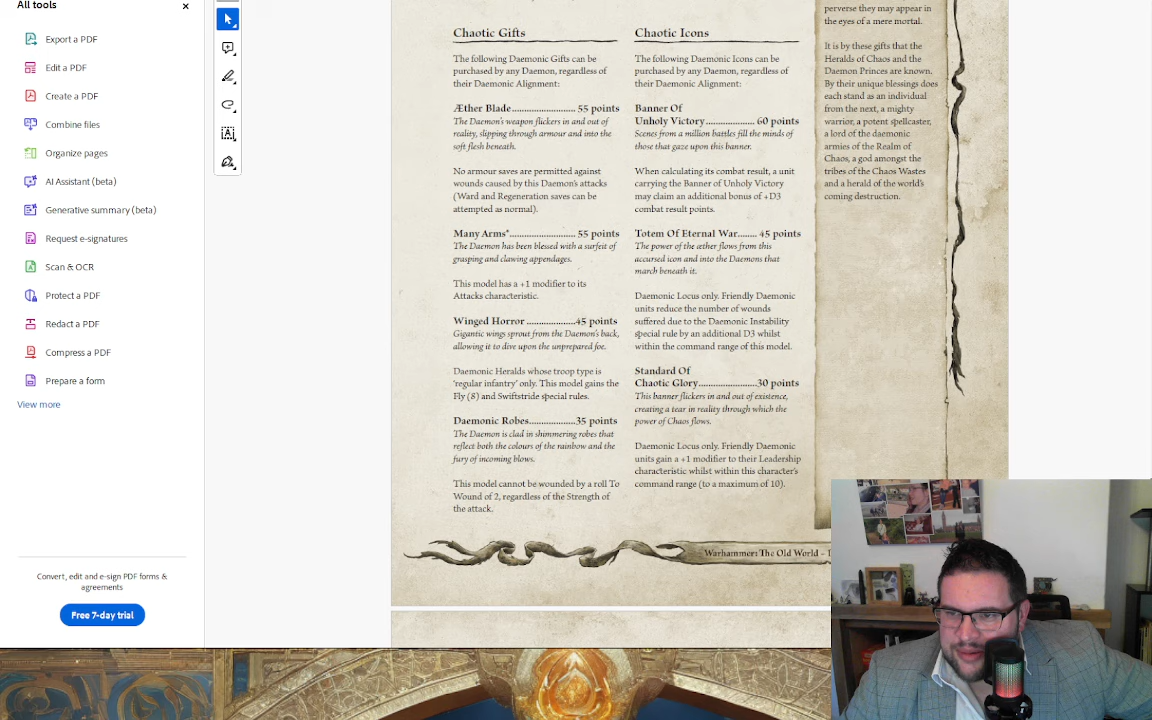 All tools
Export a PDF
Edit a PDF
Create a PDF
Combine files
Organize pages
AI Assistant (beta)
Generative summary (beta)
Request e-signatures
Scan & OCR
Protect a PDF
Redact a PDF
Compress a PDF
Prepare a form
View more
Convert, edit and e-sign PDF forms &
agreements
Free 7-day trial
Chaotic Gifts
The following Daemonic Gifts can be
purchased by any Daemon, regardless of
their Daemonic Alignment:
Æther Blade.................... 55 points
The Daemon's weapon flickers in and out of
reality, slipping through armour and into the
soft flesh beneath.
No armour saves are permitted against
wounds caused by this Daemon's attacks
(Ward and Regeneration saves can be
attempted as normal).
Many Arms*..................... 55 points
The Daemon has been blessed with a surfeit of
grasping and clawing appendages.
This model has a +1 modifier to its
Attacks characteristic.
Winged Horror ...............45 points
Gigantic wings sprout from the Daemon's back,
allowing it to dive upon the unprepared foe.
Daemonic Heralds whose troop type is
'regular infantry' only. This model gains the
Fly (8) and Swiftstride special rules.
Daemonic Robes...............35 points
The Daemon is clad in shimmering robes that
reflect both the colours of the rainbow and the
fury of incoming blows.
This model cannot be wounded by a roll To
Wound of 2, regardless of the Strength of
the attack.
Chaotic Icons
The following Daemonic Icons can be
purchased by any Daemon, regardless of
their Daemonic Alignment:
Banner Of
Unholy Victory................ 60 points
Scenes from a million battles fill the minds of
those that gaze upon this banner.
When calculating its combat result, a unit
carrying the Banner of Unholy Victory
may claim an additional bonus of +D3
combat result points.
Totem Of Eternal War...... 45 points
The power of the æther flows from this
accursed icon and into the Daemons that
march beneath it.
Daemonic Locus only. Friendly Daemonic
units reduce the number of wounds
suffered due to the Daemonic Instability
special rule by an additional D3 whilst
within the command range of this model.
Standard Of
Chaotic Glory...................30 points
This banner flickers in and out of existence,
creating a tear in reality through which the
power of Chaos flows.
Daemonic Locus only. Friendly Daemonic
units gain a +1 modifier to their Leadership
characteristic whilst within this character's
command range (to a maximum of 10).
perverse they may appear in
the eyes of a mere mortal.
It is by these gifts that the
Heralds of Chaos and the
Daemon Princes are known.
By their unique blessings does
each stand as an individual
from the next, a mighty
warrior, a potent spellcaster,
a lord of the daemonic
armies of the Realm of
Chaos, a god amongst the
tribes of the Chaos Wastes
and a herald of the world's
coming destruction.
Warhammer: The Old World –